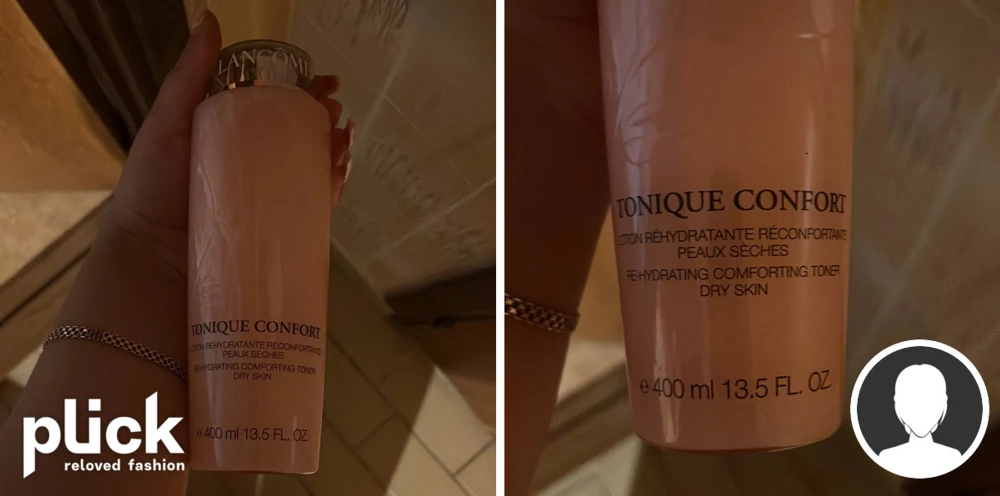 LANCÔME
TONIQUE CONFORT
LOTION RÉHYDRATANTE RÉCONFORTANTE
PEAUX SÈCHES
RE-HYDRATING COMFORTING TONER
DRY SKIN
e 400 ml 13.5 FL. OZ
plick
reloved fashion
TONIQUE CONFORT
LOTION RÉHYDRATANTE RÉCONFORTANTE
PEAUX SÈCHES
RE-HYDRATING COMFORTING TONER
DRY SKIN
e 400 ml 13.5 FL. OZ